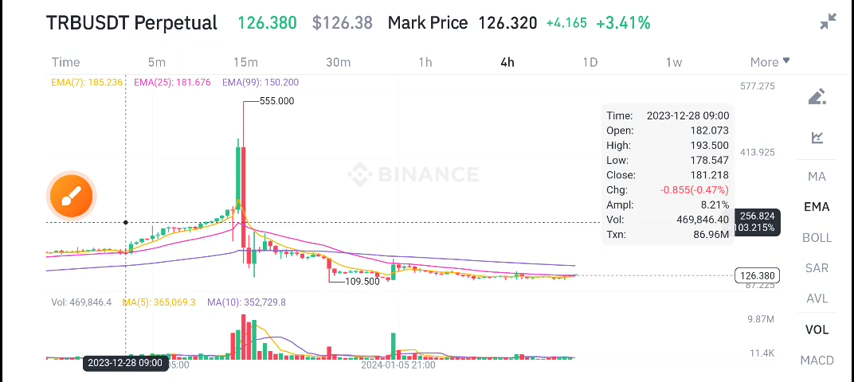 TRBUSDT Perpetual 126.380 $126.38 Mark Price 126.320 +4.165 +3.41%
Time 5m 15m 30m 1h 4h 1D 1w More
EMA(7): 185.236 EMA(25): 181.676 EMA(99): 150.200
577.275
555.000
Time: 2023-12-28 09:00
Open: 182.073
High: 193.500
Low: 178.547
Close: 181.218
Chg: -0.855(-0.47%)
Ampl: 8.21%
Vol: 469,846.40
Txn: 86.96M
413.925
BINANCE
256.824
103.215%
126.380
109.500
87.225
Vol: 469,846.4 MA(5): 365,069.3 MA(10): 352,729.8
9.87M
11.4K
2023-12-28 09:00
2024-01-05 21:00
MA
EMA
BOLL
SAR
AVL
VOL
MACD